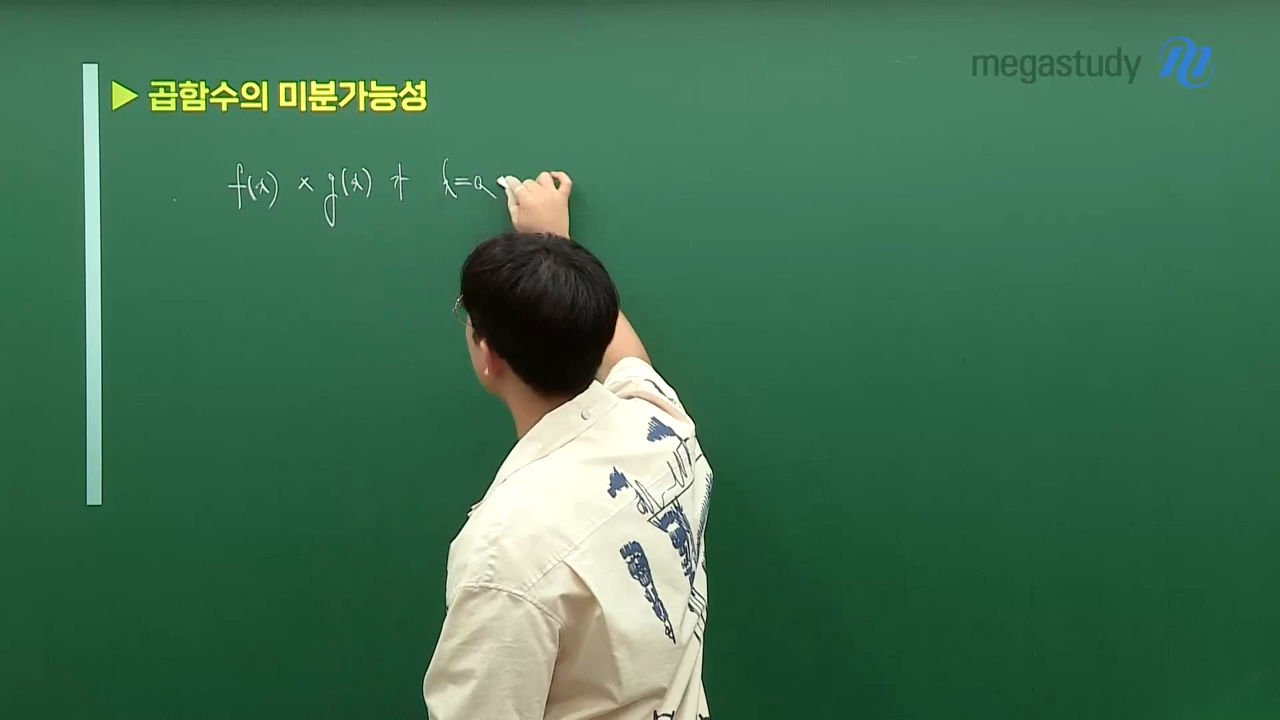 megastudy
▶ 곱함수의 미분가능성
f(x) × g(x) 가 x=a